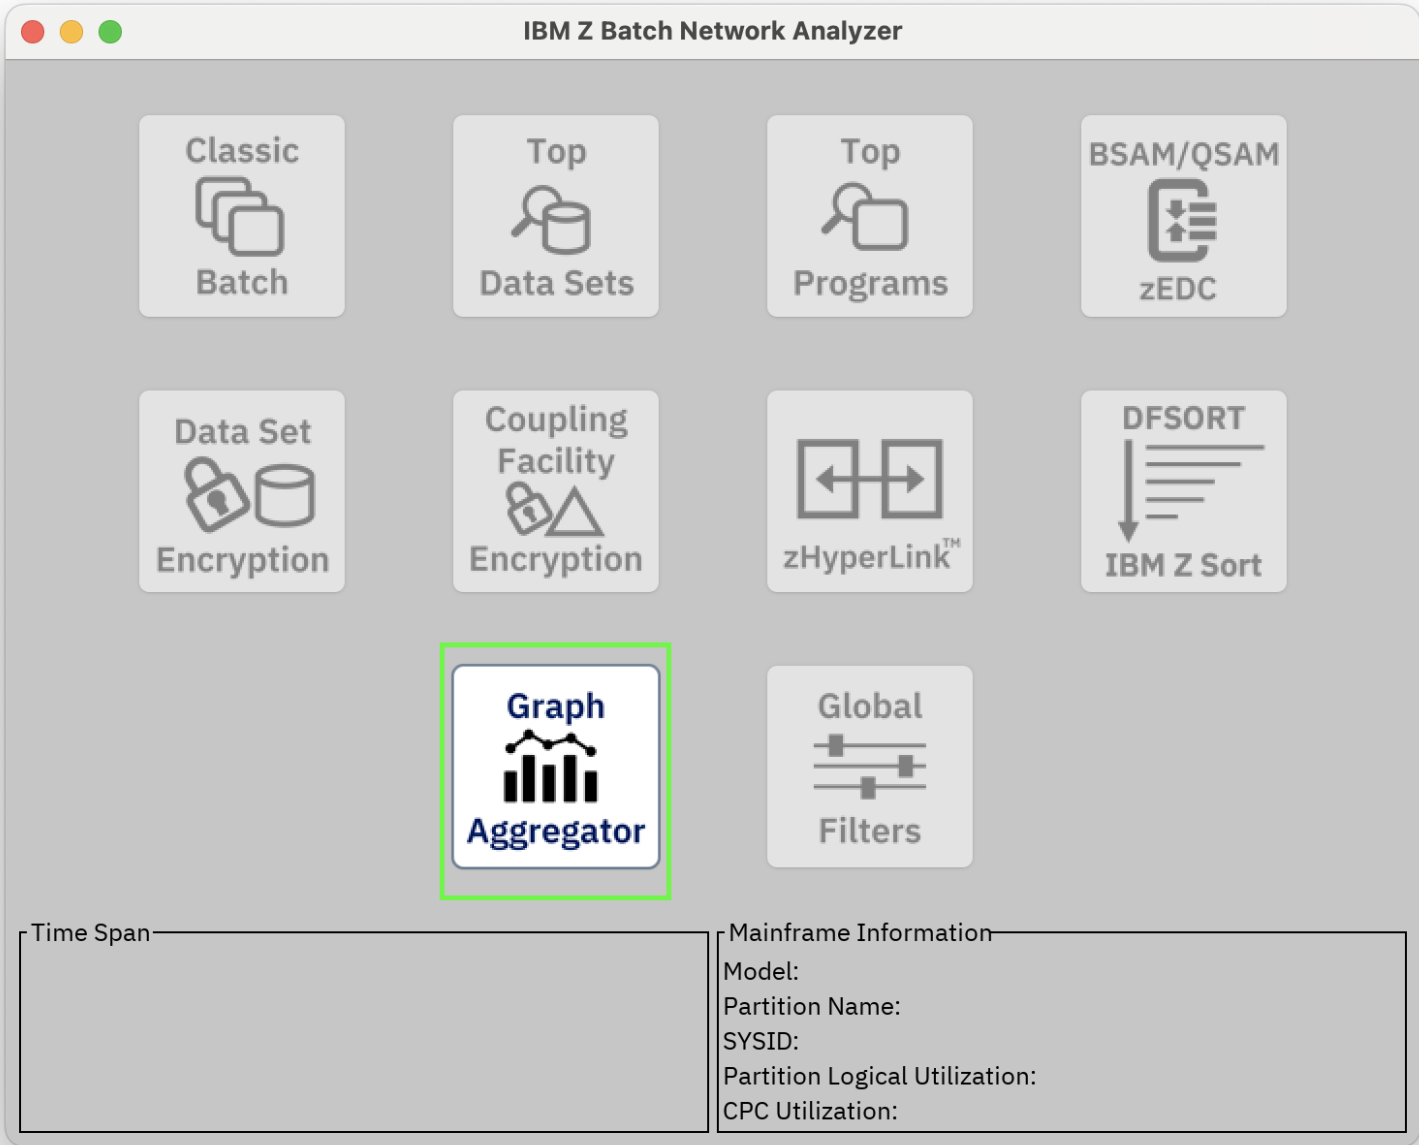 IBM Z Batch Network Analyzer
Classic
Batch
Top
Data Sets
Top
Programs
BSAM/QSAM
zEDC
Data Set
Encryption
Coupling
Facility
Encryption
zHyperLink™
DFSORT
IBM Z Sort
Graph
Aggregator
Global
Filters
Time Span
Mainframe Information
Model:
Partition Name:
SYSID:
Partition Logical Utilization:
CPC Utilization: